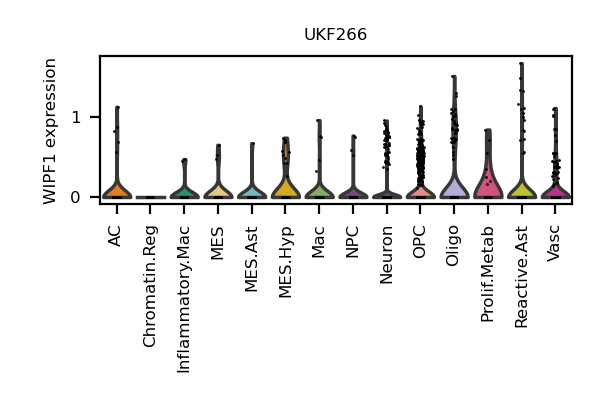 UKF266
WIPF1 expression
1
0
AC
Chromatin.Reg
Inflammatory.Mac
MES
MES.Ast
MES.Hyp
Mac
NPC
Neuron
OPC
Oligo
Prolif.Metab
Reactive.Ast
Vasc